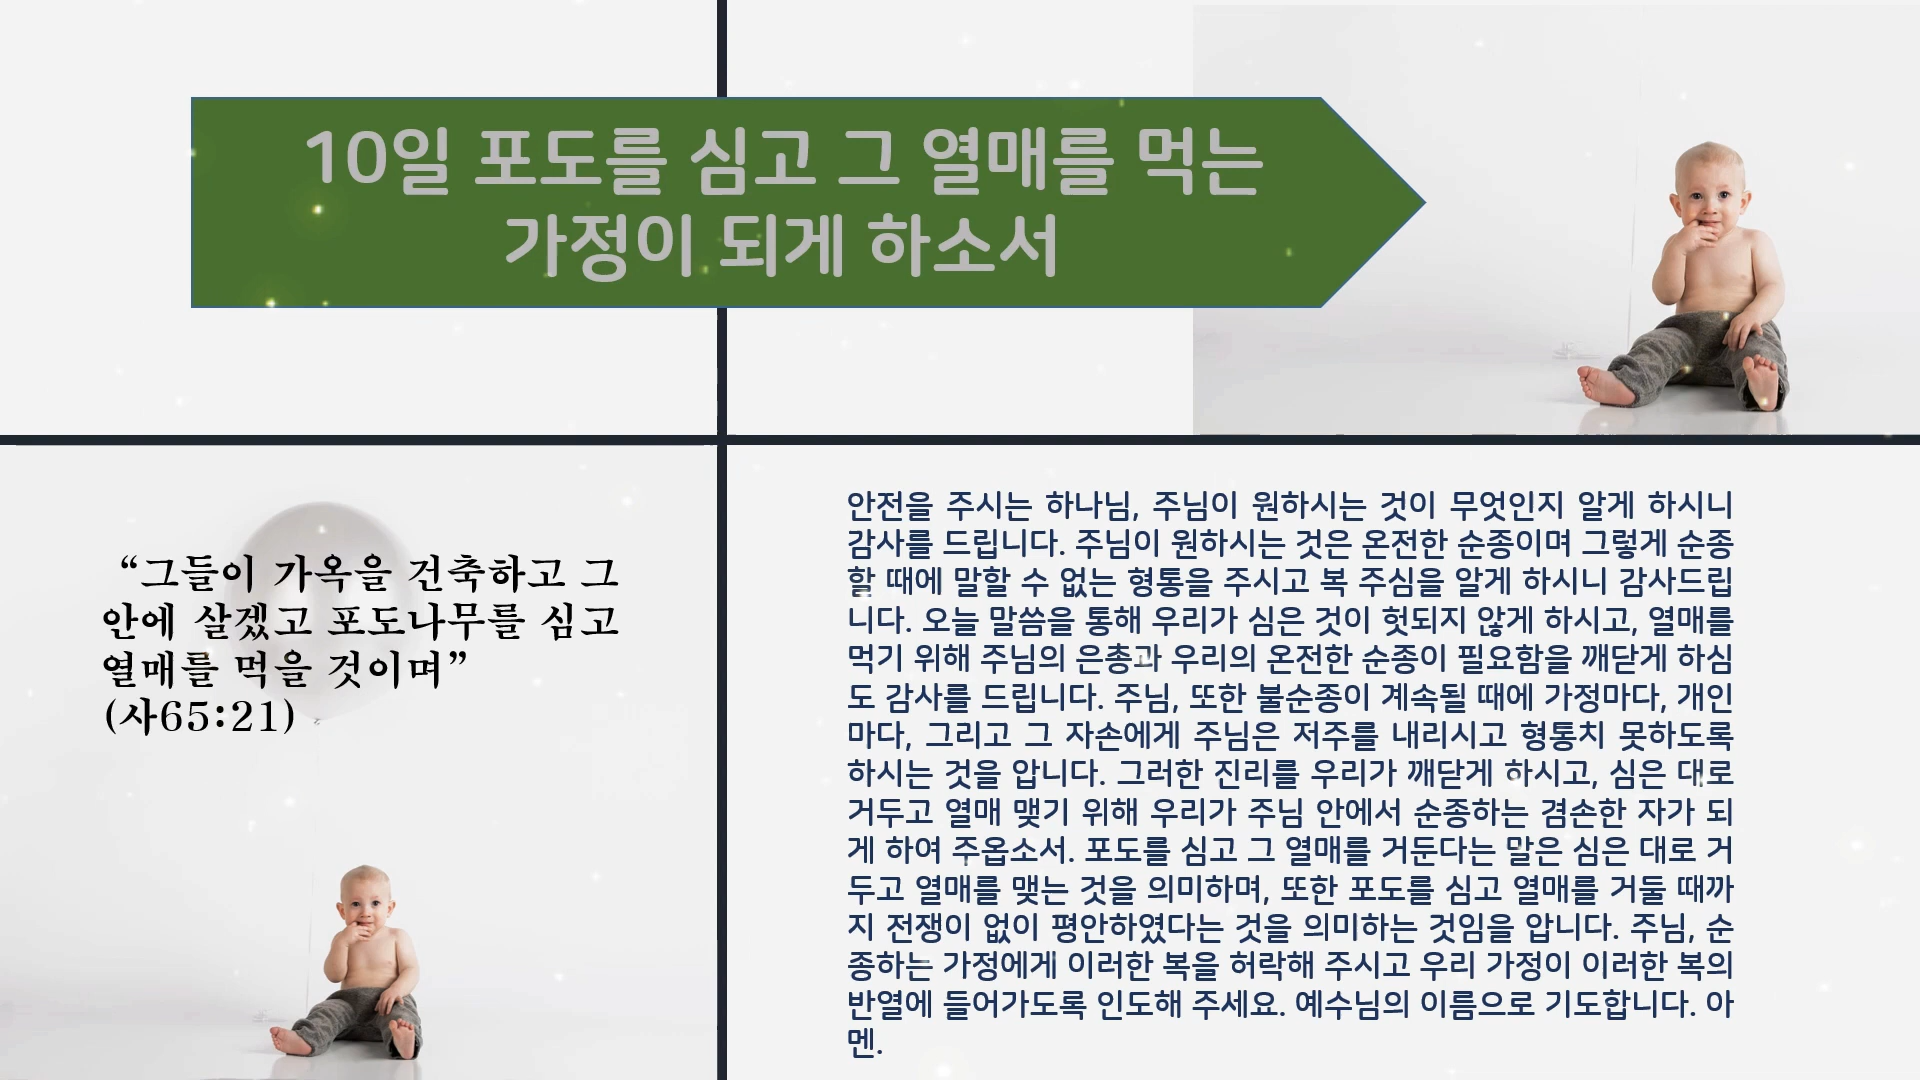 10일 포도를 심고 그 열매를 먹는
가정이 되게 하소서
“그들이 가옥을 건축하고 그
안에 살겠고 포도나무를 심고
열매를 먹을 것이며”
(사65:21)
안전을 주시는 하나님, 주님이 원하시는 것이 무엇인지 알게 하시니
감사를 드립니다. 주님이 원하시는 것은 온전한 순종이며 그렇게 순종
할 때에 말할 수 없는 형통을 주시고 복 주심을 알게 하시니 감사드립
니다. 오늘 말씀을 통해 우리가 심은 것이 헛되지 않게 하시고, 열매를
먹기 위해 주님의 은총과 우리의 온전한 순종이 필요함을 깨닫게 하심
도 감사를 드립니다. 주님, 또한 불순종이 계속될 때에 가정마다, 개인
마다, 그리고 그 자손에게 주님은 저주를 내리시고 형통치 못하도록
하시는 것을 압니다. 그러한 진리를 우리가 깨닫게 하시고, 심은 대로
거두고 열매 맺기 위해 우리가 주님 안에서 순종하는 겸손한 자가 되
게 하여 주옵소서. 포도를 심고 그 열매를 거둔다는 말은 심은 대로 거
두고 열매를 맺는 것을 의미하며, 또한 포도를 심고 열매를 거둘 때까
지 전쟁이 없이 평안하였다는 것을 의미하는 것임을 압니다. 주님, 순
종하는 가정에게 이러한 복을 허락해 주시고 우리 가정이 이러한 복의
반열에 들어가도록 인도해 주세요. 예수님의 이름으로 기도합니다. 아
멘.